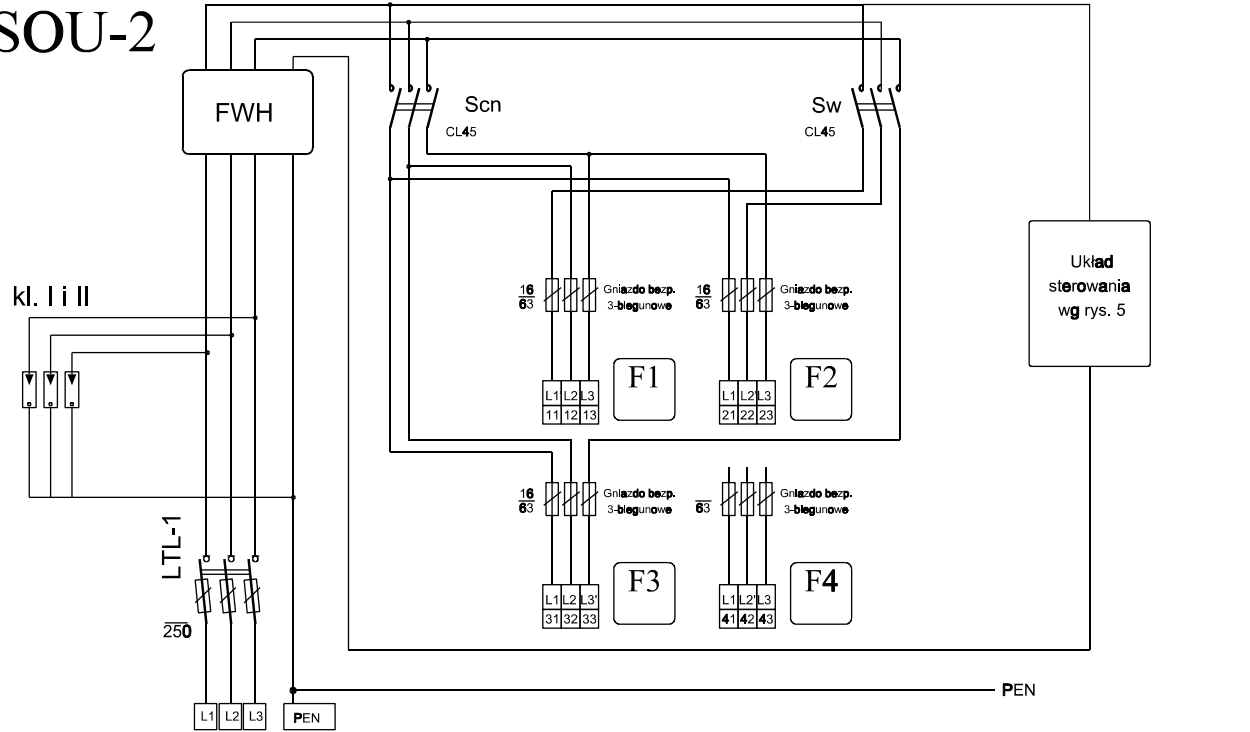 SOU-2
FWH
Scn
CL45
Sw
CL45
Układ
sterowania
wg rys. 5
kl. I i II
16
63
Gniazdo bezp.
3-biegunowe
16
63
Gniazdo bezp.
3-biegunowe
F1
F2
L1 L2 L3
11 12 13
L1 L2' L3
21 22 23
16
63
Gniazdo bezp.
3-biegunowe
63
Gniazdo bezp.
3-biegunowe
LTL-1
250
F3
F4
L1 L2 L3'
31 32 33
L1 L2' L3
41 42 43
L1 L2 L3 PEN
PEN